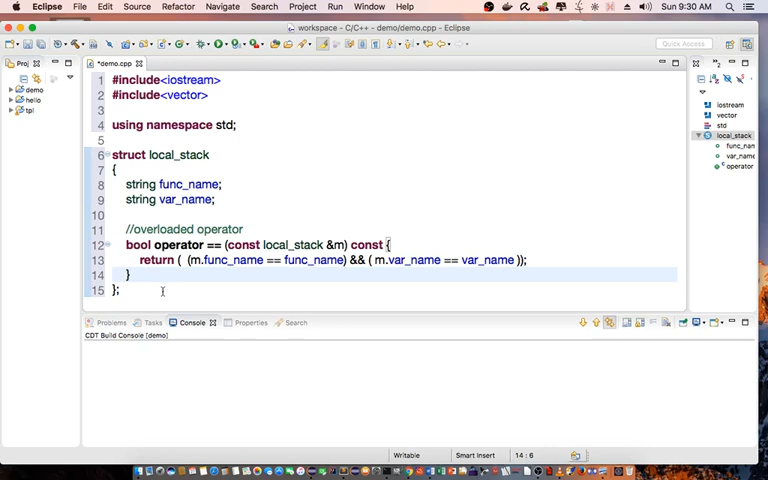 Eclipse File Edit Source Refactor Navigate Search Project Run Window Help Sun 9:30 AM
workspace - C/C++ - demo/demo.cpp - Eclipse
Quick Access
Proj
*demo.cpp
demo
hello
tpl
1 #include<iostream>
2 #include<vector>
3
4 using namespace std;
5
6 struct local_stack
7 {
8 string func_name;
9 string var_name;
10
11 //overloaded operator
12 bool operator == (const local_stack &m) const {
13 return ( (m.func_name == func_name) && ( m.var_name == var_name ));
14 }
15 };
iostream
vector
std
local_stack
func_nam
var_name
operator
Problems Tasks Console Properties Search
CDT Build Console [demo]
Writable Smart Insert 14 : 6